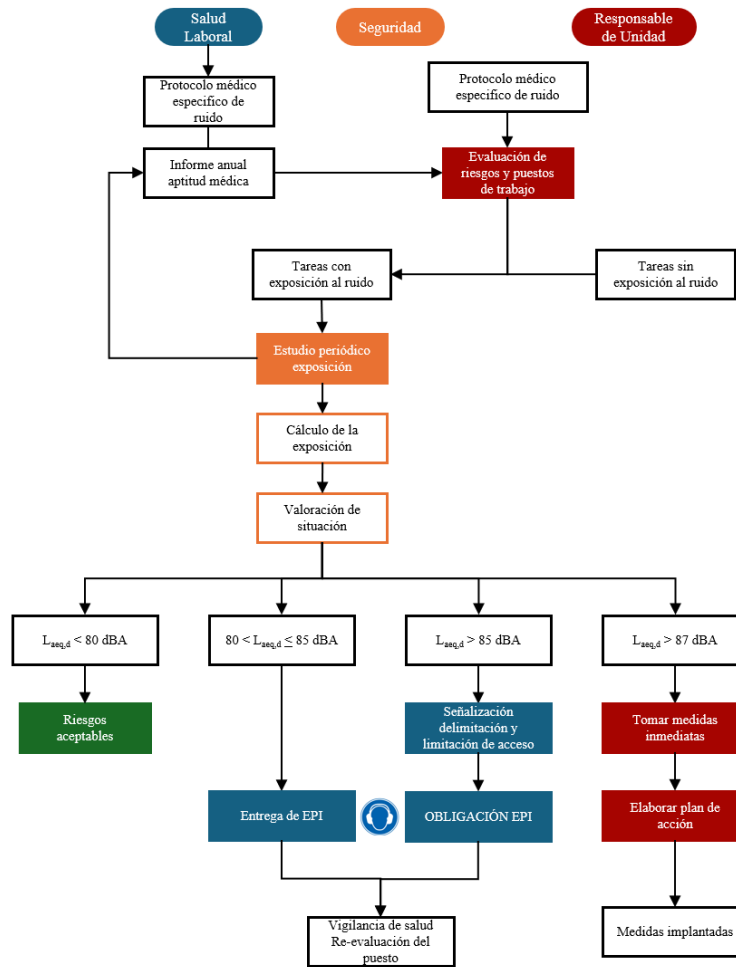 Salud
Laboral
Seguridad
Responsable
de Unidad
Protocolo médico
especifico de
ruido
Protocolo médico
especifico de ruido
Informe anual
aptitud médica
Evaluación de
riesgos y puestos
de trabajo
Tareas con
exposición al ruido
Tareas sin
exposición al ruido
Estudio periódico
exposición
Cálculo de la
exposición
Valoración de
situación
Laeq,d < 80 dBA
80 < Laeq,d ≤ 85 dBA
Laeq,d > 85 dBA
Laeq,d > 87 dBA
Riesgos
aceptables
Señalización
delimitación y
limitación de acceso
Tomar medidas
inmediatas
Entrega de EPI
OBLIGACIÓN EPI
Elaborar plan de
acción
Vigilancia de salud
Re-evaluación del
puesto
Medidas implantadas